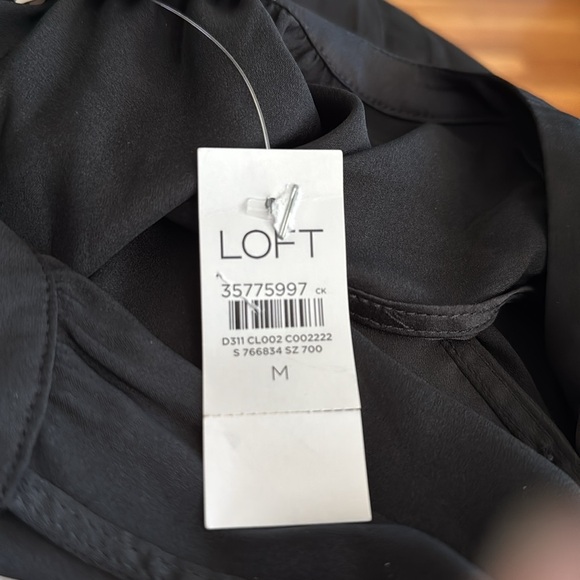 LOFT
35775997 CK
D311 CL002 C002222
S 766834 SZ 700
M